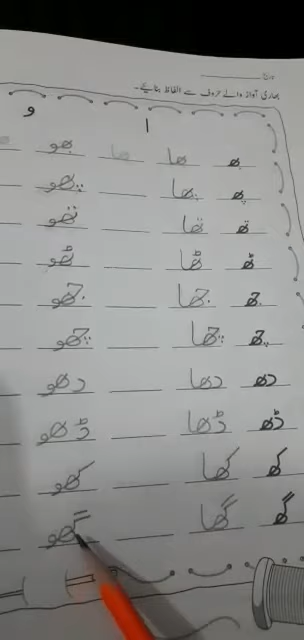 تاریخ
بھاری آواز والے حروف سے الفاظ بنائیے۔
ا و
بھ بھا بھو
پھ پھا پھو
تھ تھا تھو
ٹھ ٹھا ٹھو
جھ جھا جھو
چھ چھا چھو
دھ دھا دھو
ڈھ ڈھا ڈھو
کھ کھا کھو
گھ گھا گھو